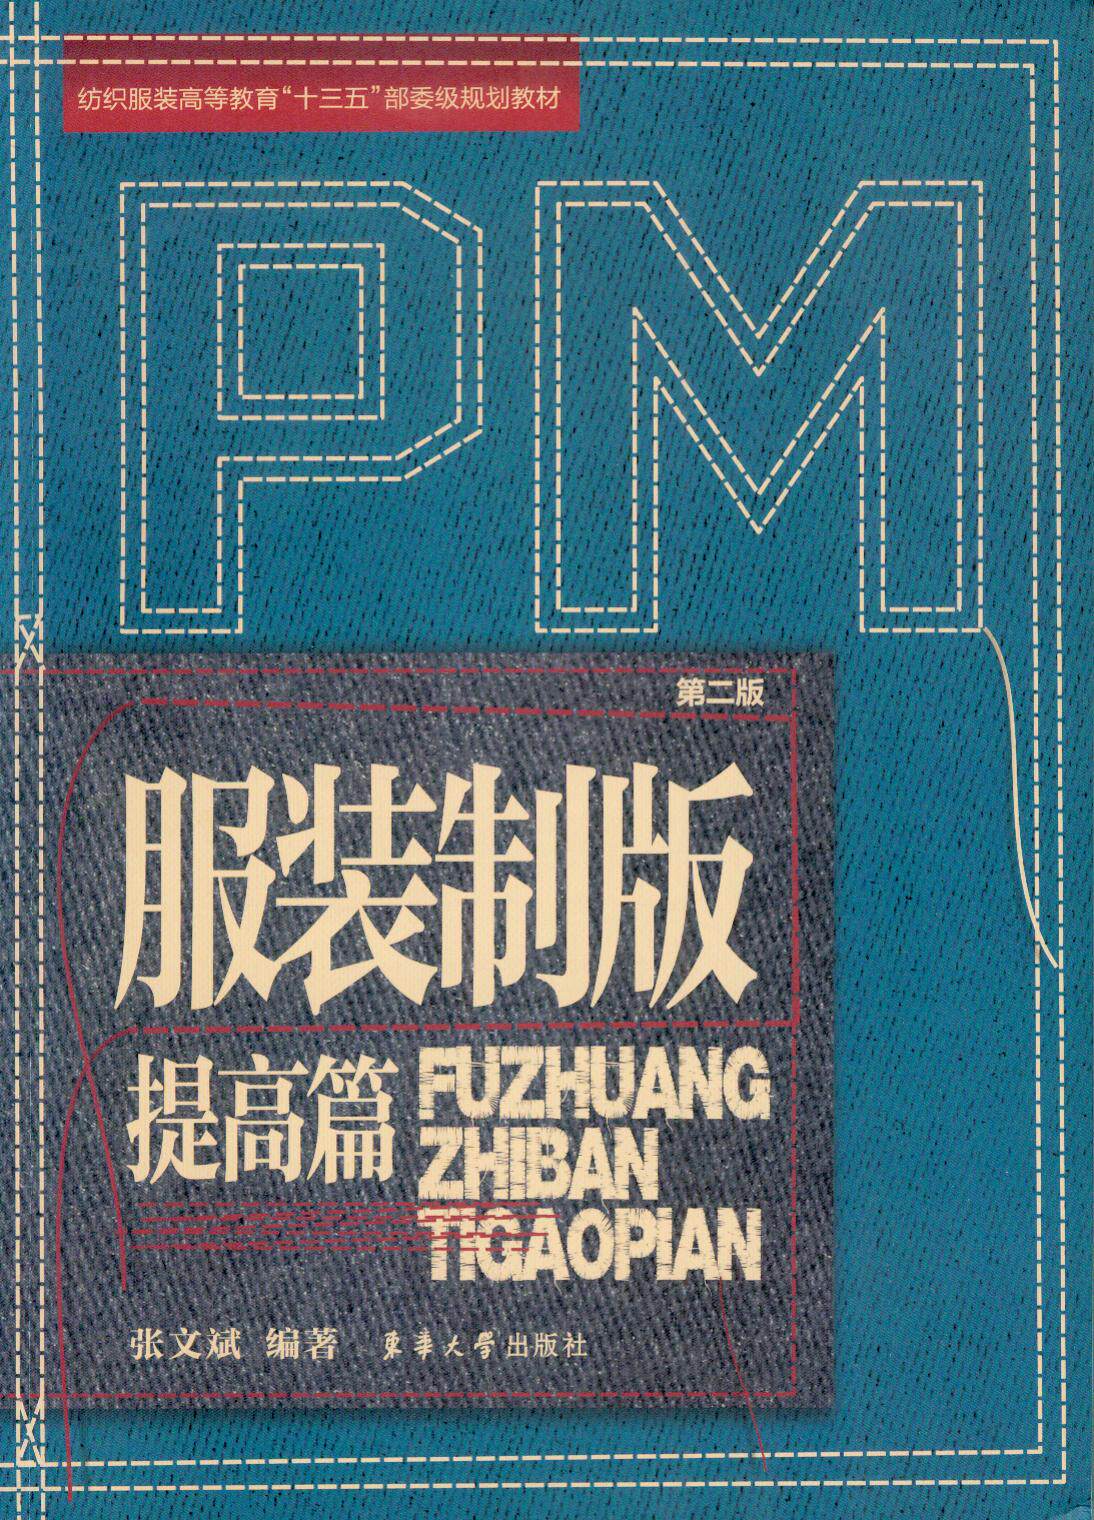 纺织服装高等教育“十三五”部委级规划教材
PM
第二版
服装制版
提高篇
FUZHUANG
ZHIBAN
TIGAOPIAN
张文斌 编著 東華大學出版社